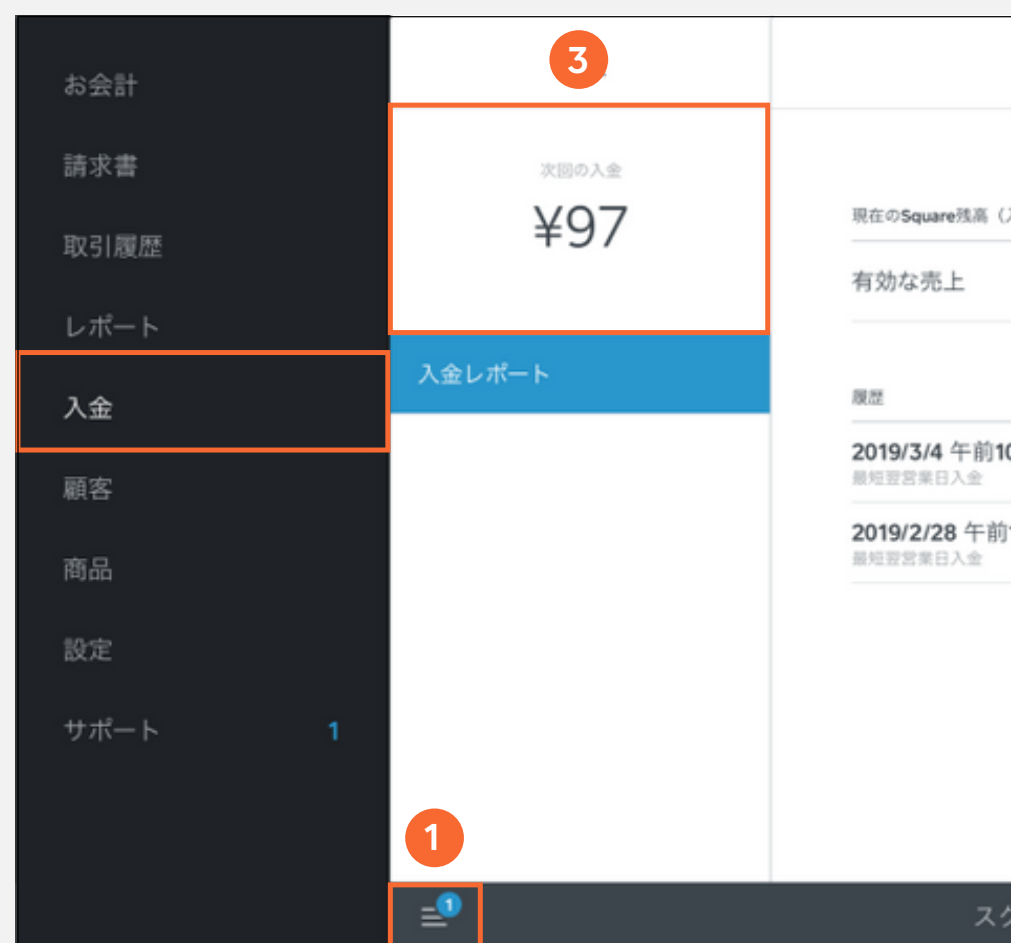 お会計
請求書
取引履歴
レポート
入金
顧客
商品
設定
サポート 1
3
次回の入金
¥97
入金レポート
1
1
現在のSquare残高（
有効な売上
履歴
2019/3/4 午前10
最短翌営業日入金
2019/2/28 午前1
最短翌営業日入金
スク